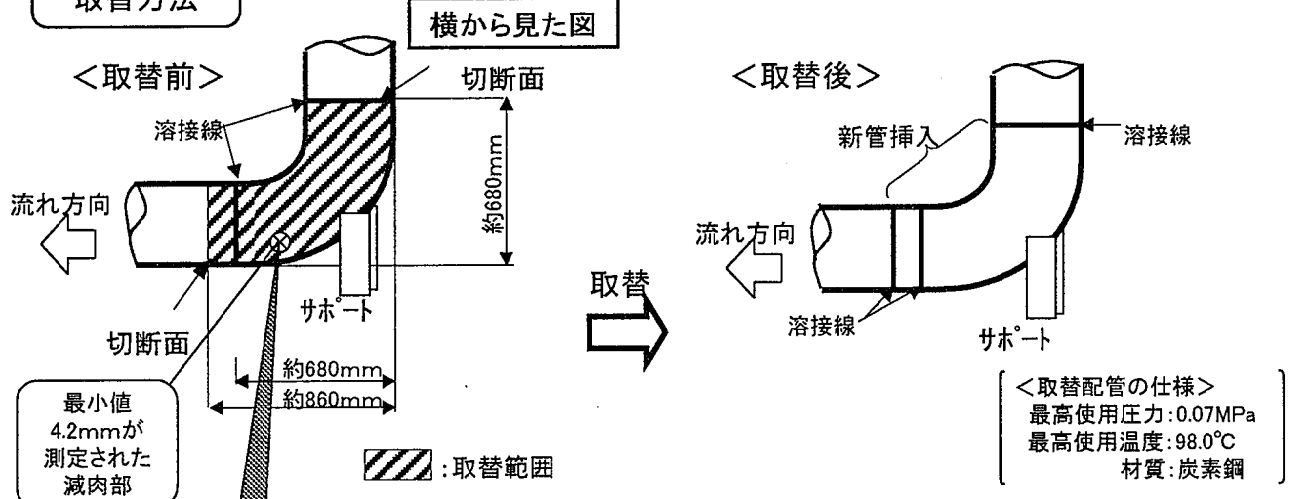 取替方法
横から見た図
＜取替前＞
切断面
溶接線
流れ方向
約680mm
サポート
切断面
約680mm
約860mm
最小値
4.2mmが
測定された
減肉部
:取替範囲
取替
＜取替後＞
新管挿入
溶接線
流れ方向
溶接線
サポート
＜取替配管の仕様＞
最高使用圧力:0.07MPa
最高使用温度:98.0℃
材質:炭素鋼